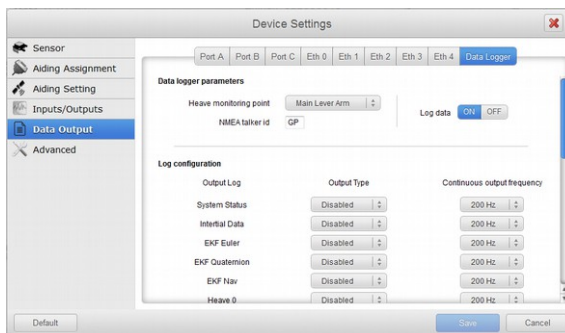 Device Settings
Sensor
Aiding Assignment
Aiding Setting
Inputs/Outputs
Data Output
Advanced
Port A Port B Port C Eth 0 Eth 1 Eth 2 Eth 3 Eth 4 Data Logger
Data logger parameters
Heave monitoring point Main Lever Arm
NMEA talker id GP
Log data ON OFF
Log configuration
Output Log Output Type Continuous output frequency
System Status Disabled 200 Hz
Intertial Data Disabled 200 Hz
EKF Euler Disabled 200 Hz
EKF Quaternion Disabled 200 Hz
EKF Nav Disabled 200 Hz
Heave 0 Disabled 200 Hz
Default Save Cancel